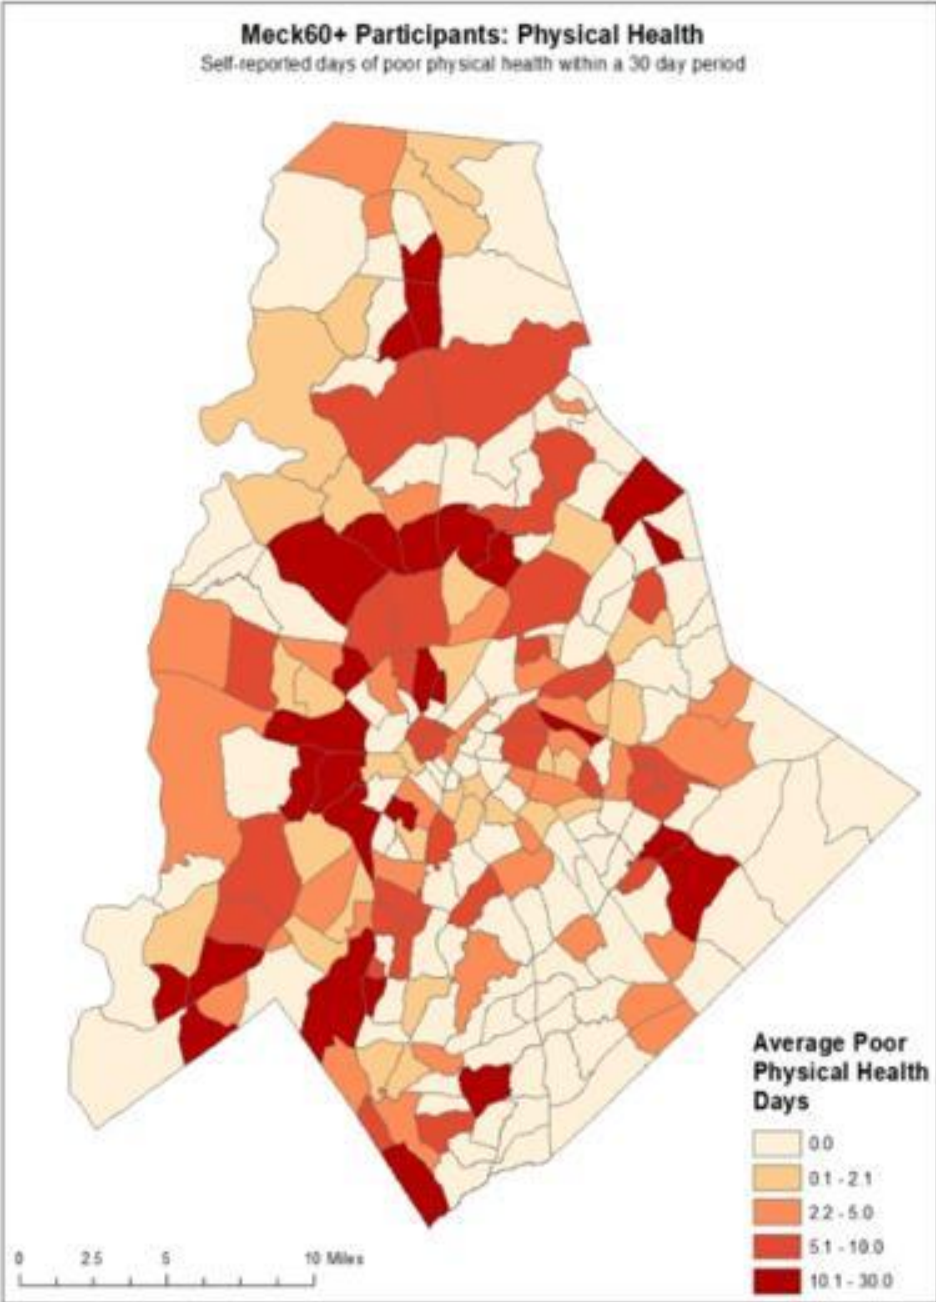 Meck60+ Participants: Physical Health
Self-reported days of poor physical health within a 30 day period
Average Poor
Physical Health
Days
0.0
0.1 - 2.1
2.2 - 5.0
5.1 - 10.0
10.1 - 30.0
0 2.5 5 10 Miles